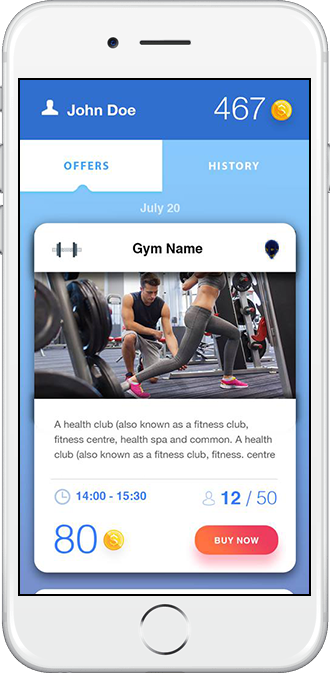 John Doe 467
OFFERS HISTORY
July 20
Gym Name
A health club (also known as a fitness club,
fitness centre, health spa and common. A health
club (also known as a fitness club, fitness. centre
14:00 - 15:30 12 / 50
80 BUY NOW